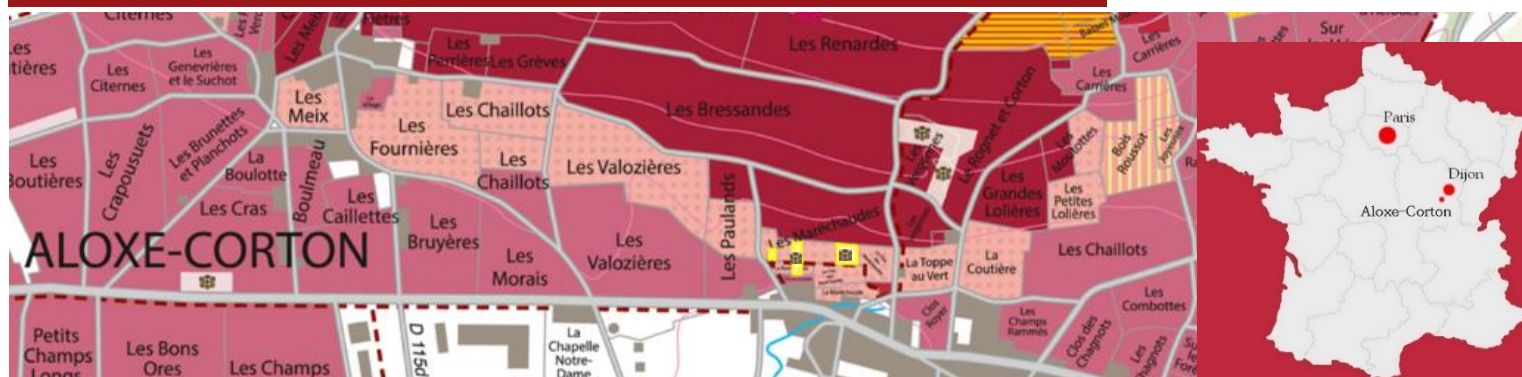 Les Meix
Fiètres
Les
Perrières
Les Grèves
Les Renardes
Basses Mourottes
Les
Carrières
Sur
Les
Citernes
Les
Genevrières
et le Suchot
Les
Meix
Les Chaillots
Les
Fournières
Les Bressandes
Les
Carrières
Le Rognet et Corton
Les
Moutottes
Bois
Roussot
Les
Boutières
Les
Crapousuets
Les Brunettes
et Planchots
La
Boulotte
Boulmeau
Les
Chaillots
Les Valozières
Les
Grandes
Lolières
Les
Petites
Lolières
Les Cras
Les
Caillettes
Les
Bruyères
Les
Morais
Les
Valozières
Les Paulands
Les Maréchaudes
La Toppe
au Vert
La
Coutière
Les Chaillots
ALOXE-CORTON
Clos
Royer
Les
Champs
Rammés
Clos des
Chagnots
Les
Combottes
Petits
Champs
Longs
Les Bons
Ores
Les Champs
D 115d
La
Chapelle
Notre-
Dame
Paris
Dijon
Aloxe-Corton